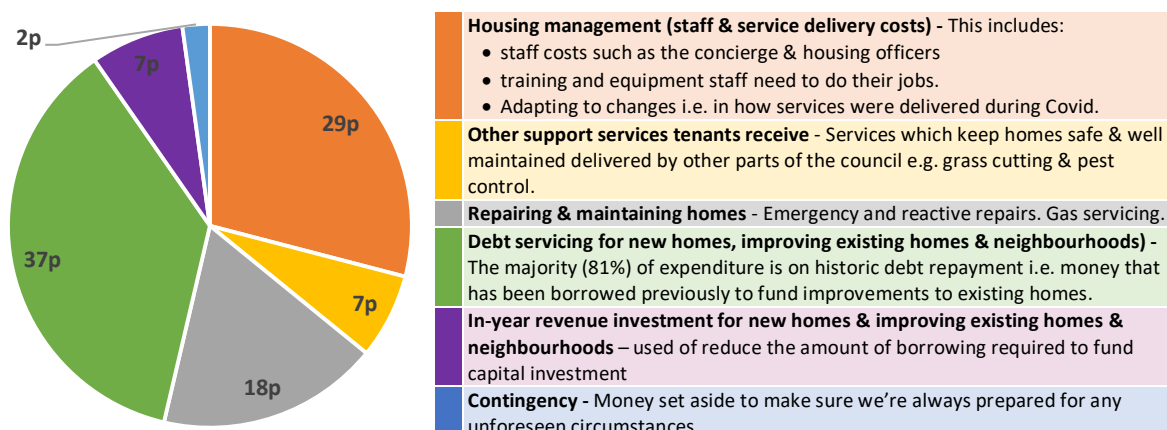 2p
7p
29p
37p
7p
18p
Housing management (staff & service delivery costs) - This includes:
• staff costs such as the concierge & housing officers
• training and equipment staff need to do their jobs.
• Adapting to changes i.e. in how services were delivered during Covid.
Other support services tenants receive - Services which keep homes safe & well
maintained delivered by other parts of the council e.g. grass cutting & pest
control.
Repairing & maintaining homes - Emergency and reactive repairs. Gas servicing.
Debt servicing for new homes, improving existing homes & neighbourhoods) -
The majority (81%) of expenditure is on historic debt repayment i.e. money that
has been borrowed previously to fund improvements to existing homes.
In-year revenue investment for new homes & improving existing homes &
neighbourhoods – used of reduce the amount of borrowing required to fund
capital investment
Contingency - Money set aside to make sure we’re always prepared for any
unforeseen circumstances